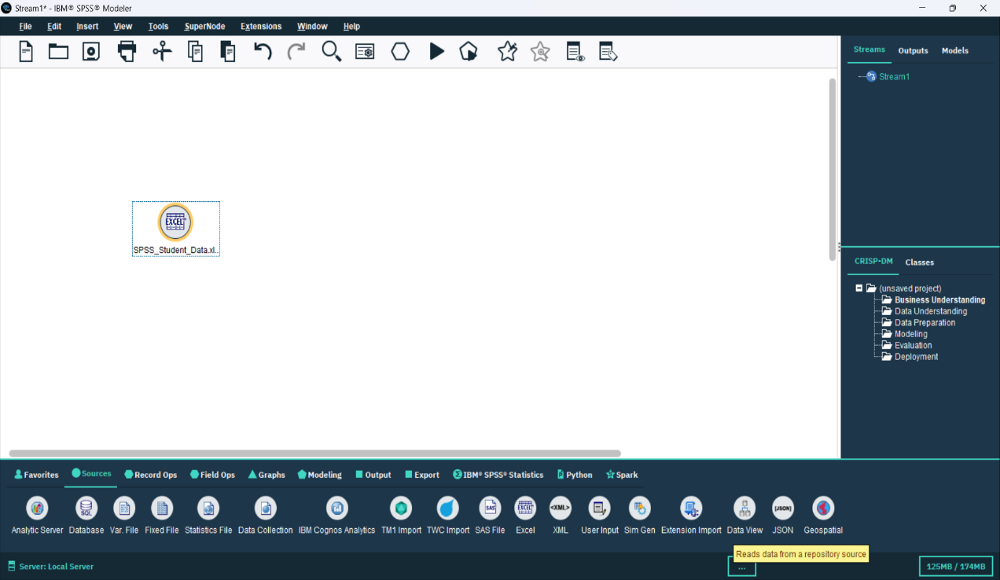 Stream1* - IBM® SPSS® Modeler
File Edit Insert View Tools SuperNode Extensions Window Help
Streams Outputs Models
Stream1
EXCEL
SPSS_Student_Data.xl..
CRISP-DM Classes
(unsaved project)
Business Understanding
Data Understanding
Data Preparation
Modeling
Evaluation
Deployment
Favorites Sources Record Ops Field Ops Graphs Modeling Output Export IBM® SPSS® Statistics Python Spark
SQL SAS EXCEL <XML> [JSON]
Analytic Server Database Var. File Fixed File Statistics File Data Collection IBM Cognos Analytics TM1 Import TWC Import SAS File Excel XML User Input Sim Gen Extension Import Data View JSON Geospatial
Reads data from a repository source
Server: Local Server ... 125MB / 174MB